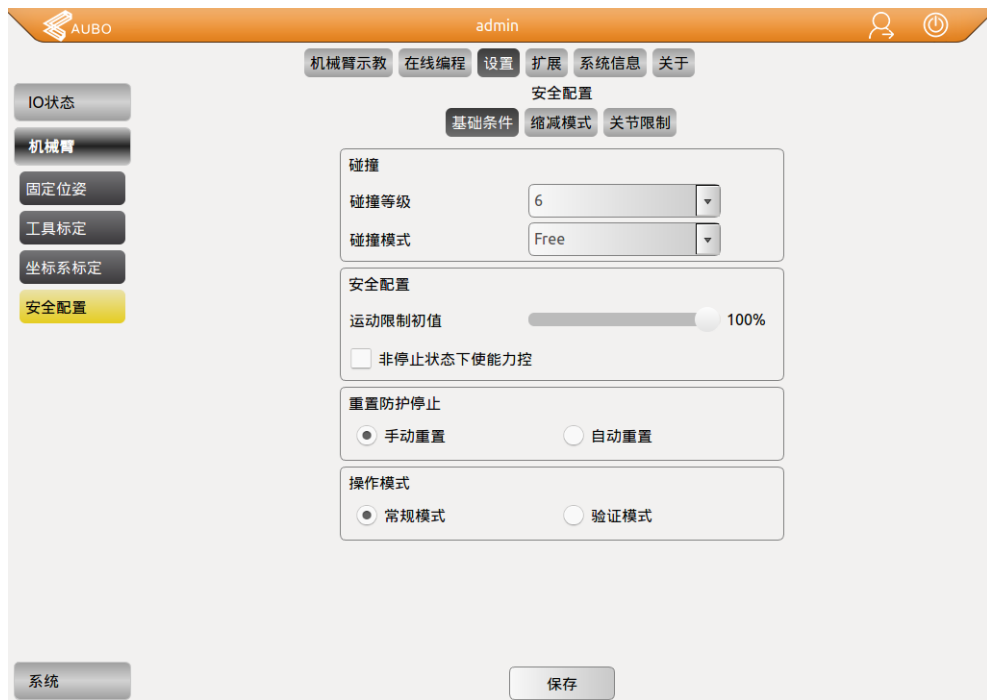 AUBO
admin
机械臂示教 在线编程 设置 扩展 系统信息 关于
IO状态
机械臂
固定位姿
工具标定
坐标系标定
安全配置
安全配置
基础条件 缩减模式 关节限制
碰撞
碰撞等级 6
碰撞模式 Free
安全配置
运动限制初值 100%
非停止状态下使能力控
重置防护停止
手动重置 自动重置
操作模式
常规模式 验证模式
系统
保存